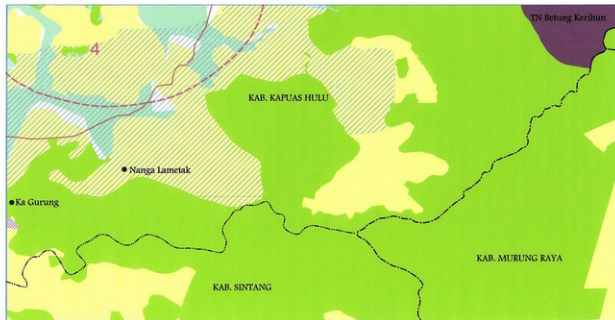 TN Betung Kerihun
4
KAB. KAPUAS HULU
Nanga Lametak
Ka Gurung
KAB. MURUNG RAYA
KAB. SINTANG